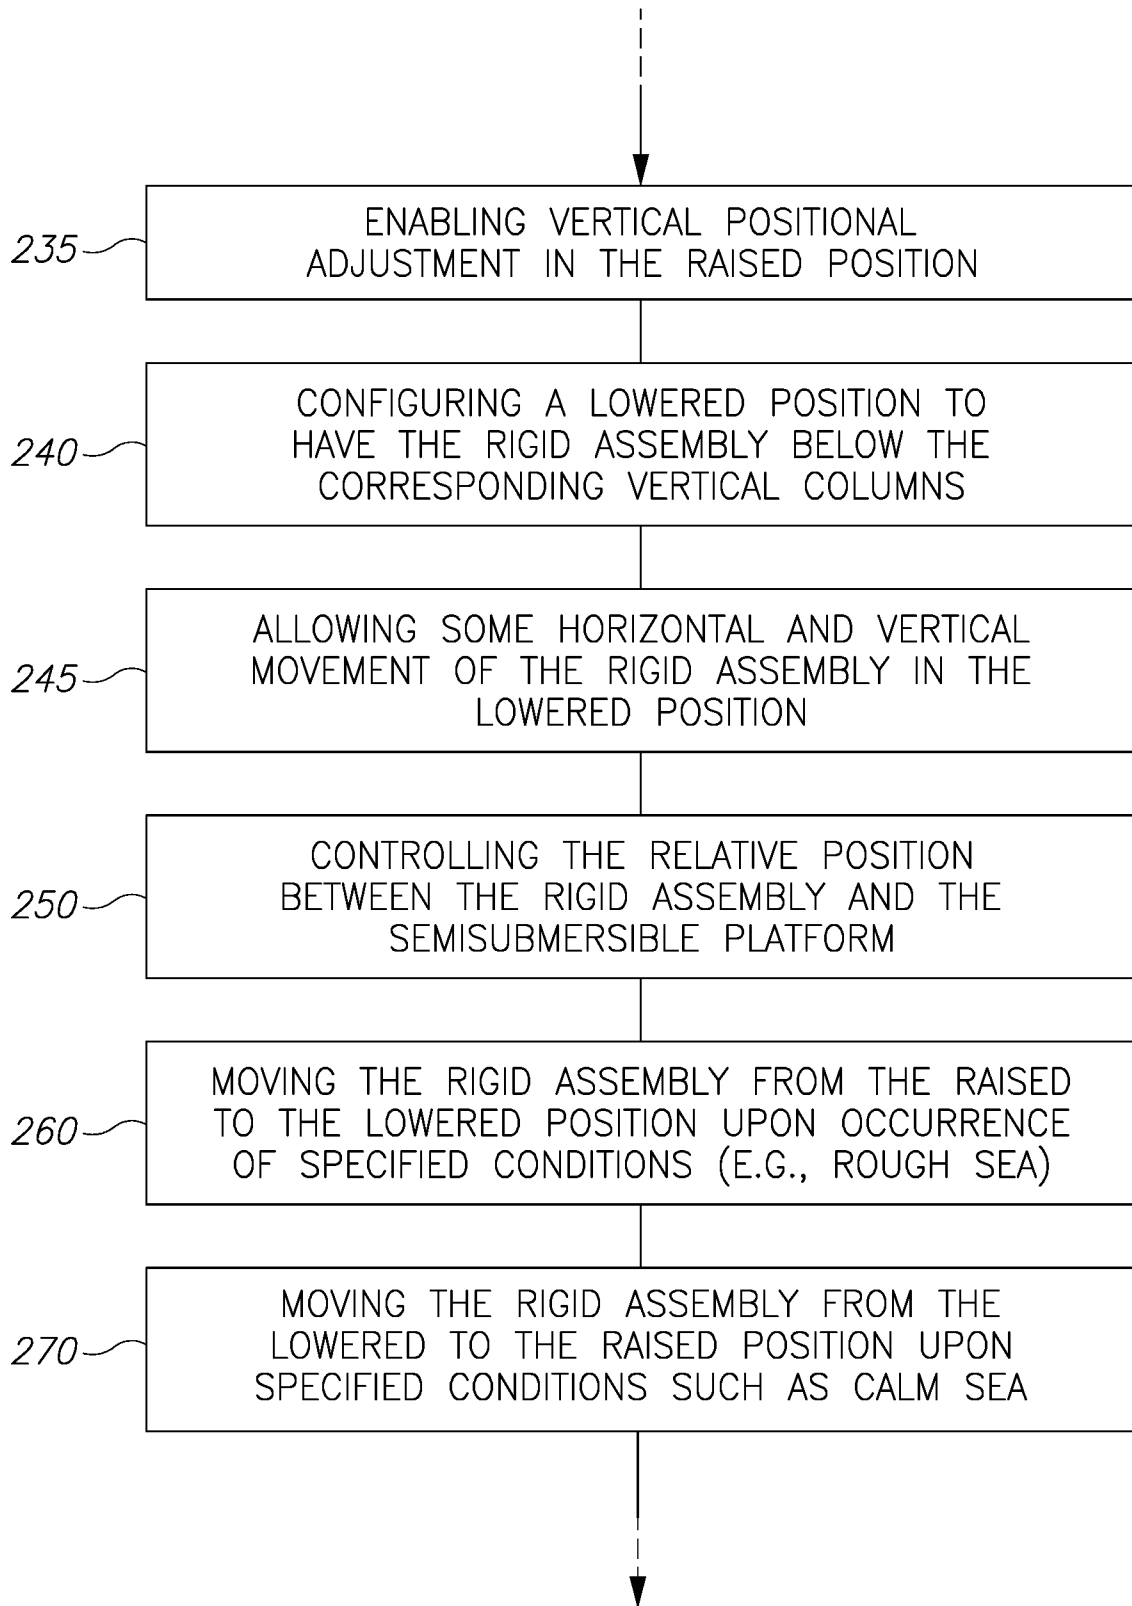 235
ENABLING VERTICAL POSITIONAL
ADJUSTMENT IN THE RAISED POSITION
240
CONFIGURING A LOWERED POSITION TO
HAVE THE RIGID ASSEMBLY BELOW THE
CORRESPONDING VERTICAL COLUMNS
245
ALLOWING SOME HORIZONTAL AND VERTICAL
MOVEMENT OF THE RIGID ASSEMBLY IN THE
LOWERED POSITION
250
CONTROLLING THE RELATIVE POSITION
BETWEEN THE RIGID ASSEMBLY AND THE
SEMISUBMERSIBLE PLATFORM
260
MOVING THE RIGID ASSEMBLY FROM THE RAISED
TO THE LOWERED POSITION UPON OCCURRENCE
OF SPECIFIED CONDITIONS (E.G., ROUGH SEA)
270
MOVING THE RIGID ASSEMBLY FROM THE
LOWERED TO THE RAISED POSITION UPON
SPECIFIED CONDITIONS SUCH AS CALM SEA